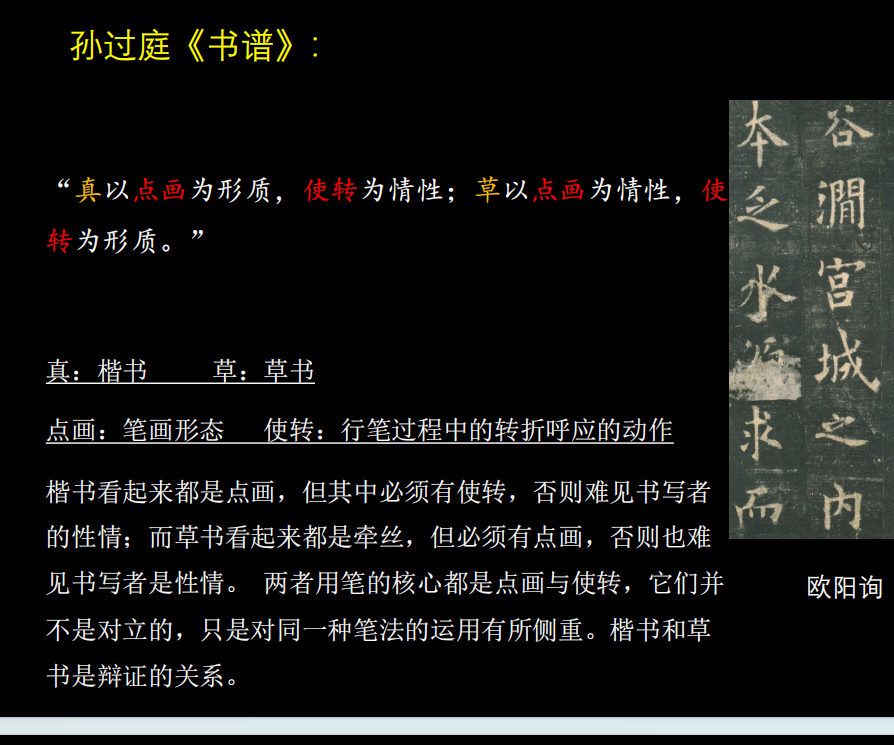 孙过庭《书谱》：
“真以点画为形质，使转为情性；草以点画为情性，使
转为形质。”
真：楷书 草：草书
点画：笔画形态 使转：行笔过程中的转折呼应的动作
楷书看起来都是点画，但其中必须有使转，否则难见书写者
的性情；而草书看起来都是牵丝，但必须有点画，否则也难
见书写者是性情。 两者用笔的核心都是点画与使转，它们并
不是对立的，只是对同一种笔法的运用有所侧重。楷书和草
书是辩证的关系。
谷澗宫城之内
本乏水求而
欧阳询